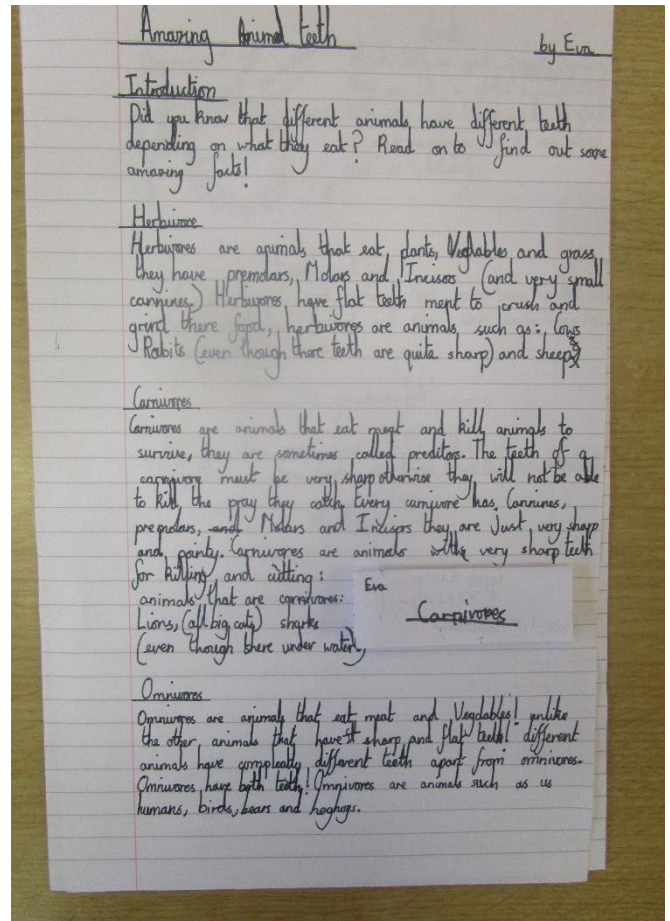 Amazing Animal teeth
by Eva
Introduction
Did you know that different animals have different teeth
depending on what they eat? Read on to find out some
amazing facts!
Herbivore
Herbivores are animals that eat plants, Vegtables and grass
they have premolars, Molars and Incisors (and very small
cannines.) Herbivores have flat teeth ment to crush and
grind there food, herbivores are animals such as: Cows
Rabits (even though there teeth are quite sharp) and sheep
Carnivores
Carnivores are animals that eat meat and kill animals to
survive, they are sometimes called preditors. The teeth of a
carnivore must be very sharp otherwise they will not be able
to kill the pray they catch. Every carnivore has Cannines,
premolars, and Molars and Incisors they are just very sharp
and pointy. Carnivores are animals with very sharp teeth
for killing and cutting:
animals that are carnivores:
Lions, (all big cats) sharks
(even though there under water),
Eva
Carnivores
Omnivores
Omnivores are animals that eat meat and Vegtables! unlike
the other animals that have sharp and flat teeth! different
animals have compleatly different teeth apart from omnivores.
Omnivores have both teeth! Omnivores are animals such as us
humans, birds, bears and heghogs.